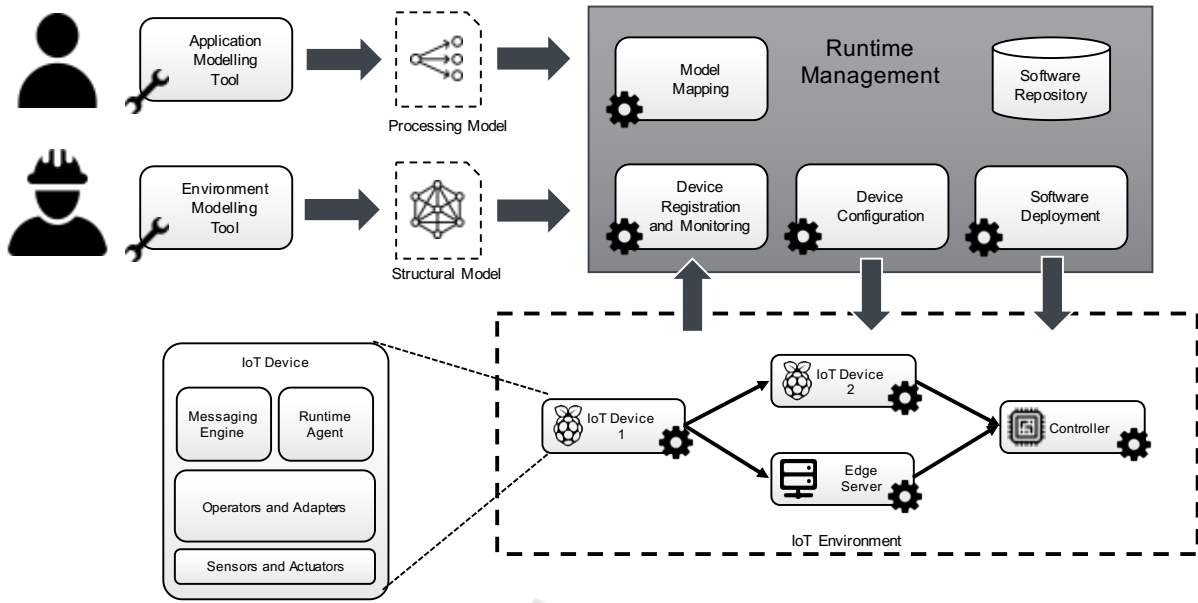 Application
Modelling
Tool
Processing Model
Runtime
Management
Model
Mapping
Software
Repository
Environment
Modelling
Tool
Structural Model
Device
Registration
and Monitoring
Device
Configuration
Software
Deployment
IoT Device
Messaging
Engine
Runtime
Agent
Operators and Adapters
Sensors and Actuators
IoT Device
1
IoT Device
2
Edge
Server
Controller
IoT Environment